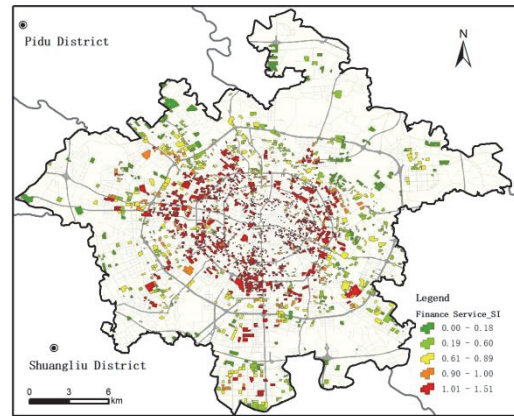 Pidu District
N
Legend
Finance Service_SI
0.00 - 0.18
0.19 - 0.60
0.61 - 0.89
0.90 - 1.00
1.01 - 1.51
Shuangliu District
0 3 6
km